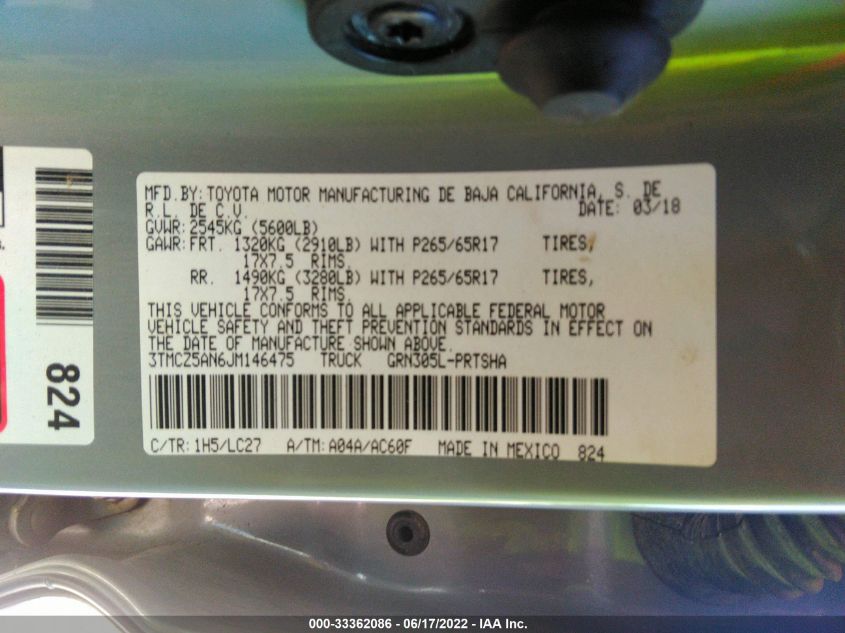 MFD.BY:TOYOTA MOTOR MANUFACTURING DE BAJA CALIFORNIA, S. DE
R.L. DE C.V. DATE: 03/18
GVWR:2545KG (5600LB)
GAWR:FRT. 1320KG (2910LB) WITH P265/65R17 TIRES,
17X7.5 RIMS,
RR. 1490KG (3280LB) WITH P265/65R17 TIRES,
17X7.5 RIMS.
THIS VEHICLE CONFORMS TO ALL APPLICABLE FEDERAL MOTOR
VEHICLE SAFETY AND THEFT PREVENTION STANDARDS IN EFFECT ON
THE DATE OF MANUFACTURE SHOWN ABOVE.
3TMCZ5AN6JM146475 TRUCK GRN305L-PRTSHA
C/TR:1H5/LC27 A/TM:A04A/AC60F MADE IN MEXICO 824
824
000-33362086 - 06/17/2022 - IAA Inc.